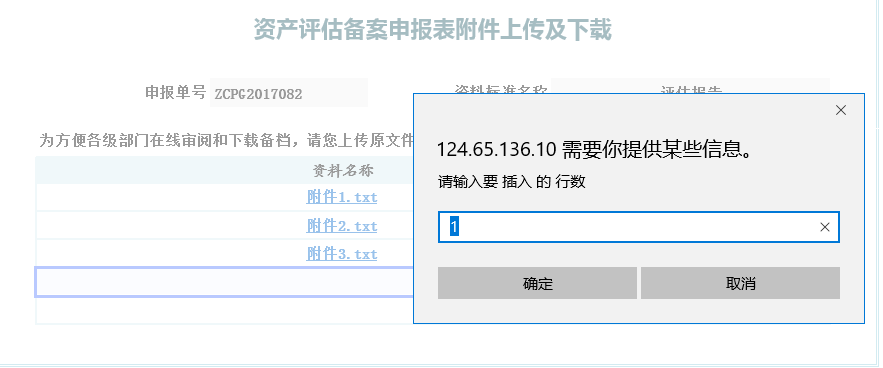 资产评估备案申报表附件上传及下载
申报单号 ZCPG2017082 资料标准名称 评估报告
为方便各级部门在线审阅和下载备档，请您上传原文件
资料名称
附件1.txt
附件2.txt
附件3.txt
124.65.136.10 需要你提供某些信息。
请输入要 插入 的 行数
1
确定 取消